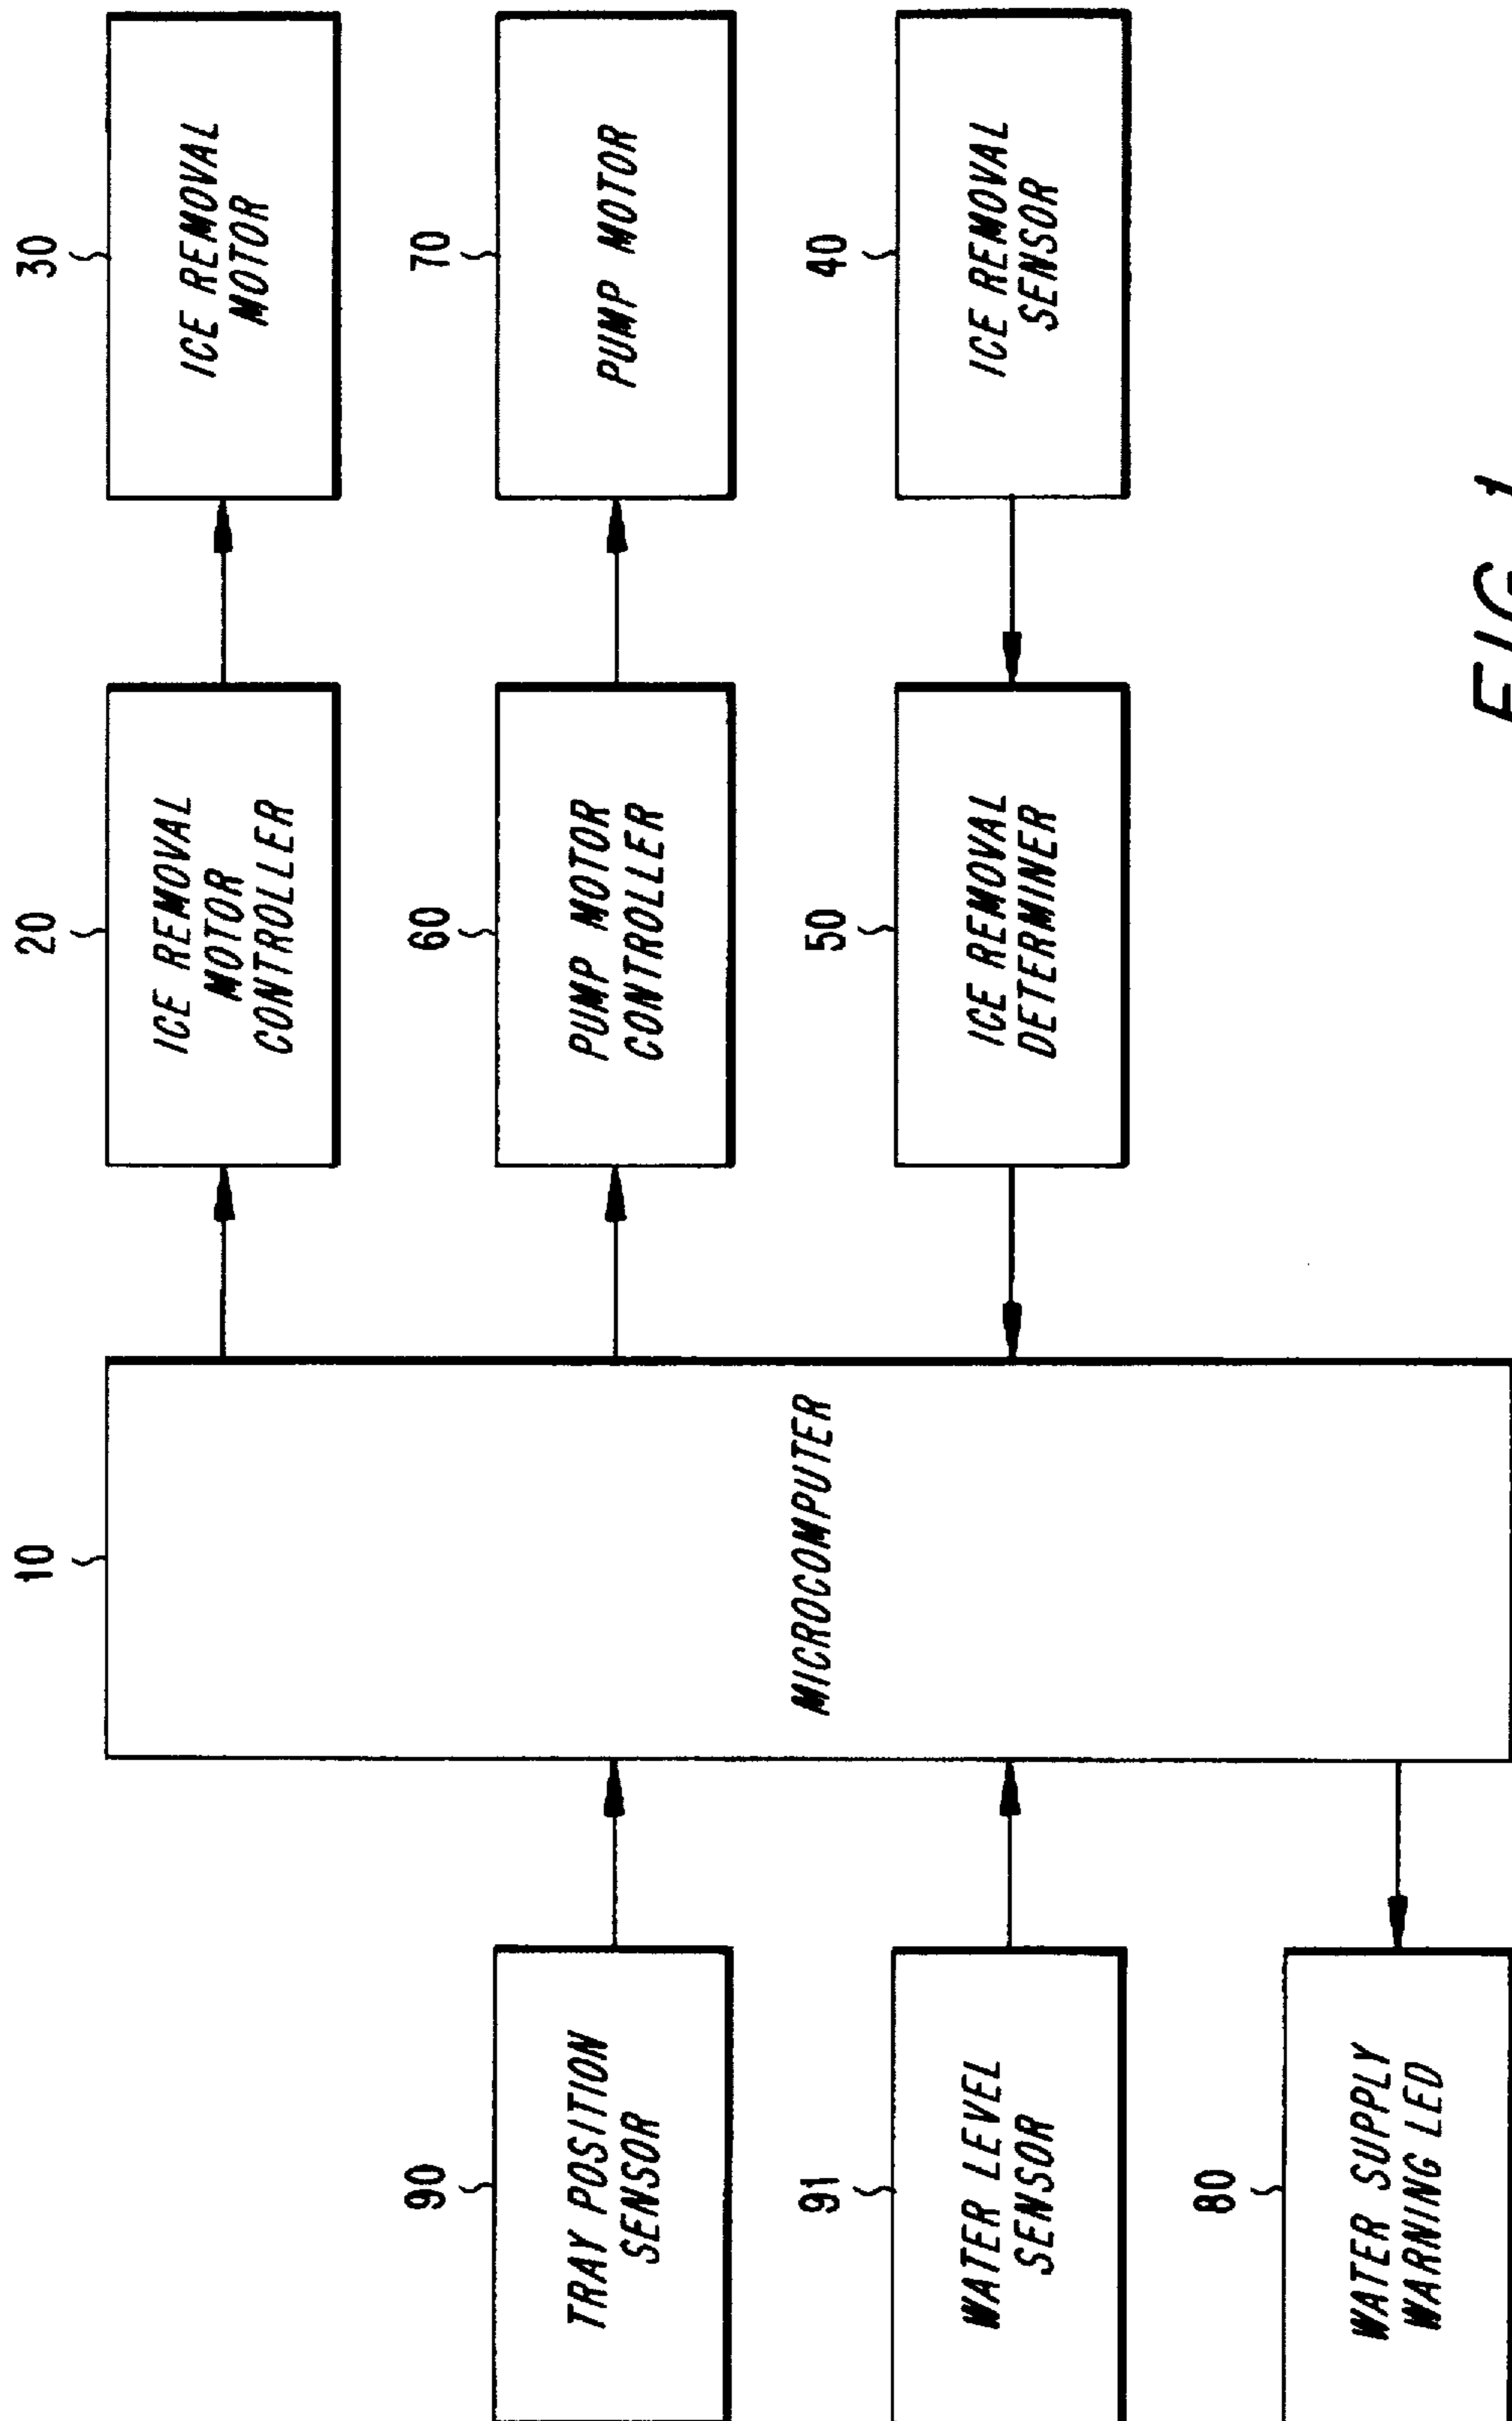 10
20
30
ICE REMOVAL
MOTOR
CONTROLLER
ICE REMOVAL
MOTOR
90
60
70
TRAY POSITION
SENSOR
PUMP MOTOR
CONTROLLER
PUMP MOTOR
91
MICROCOMPUTER
50
40
WATER LEVEL
SENSOR
ICE REMOVAL
DETERMINER
ICE REMOVAL
SENSOR
80
WATER SUPPLY
WARNING LED
FIG. 1